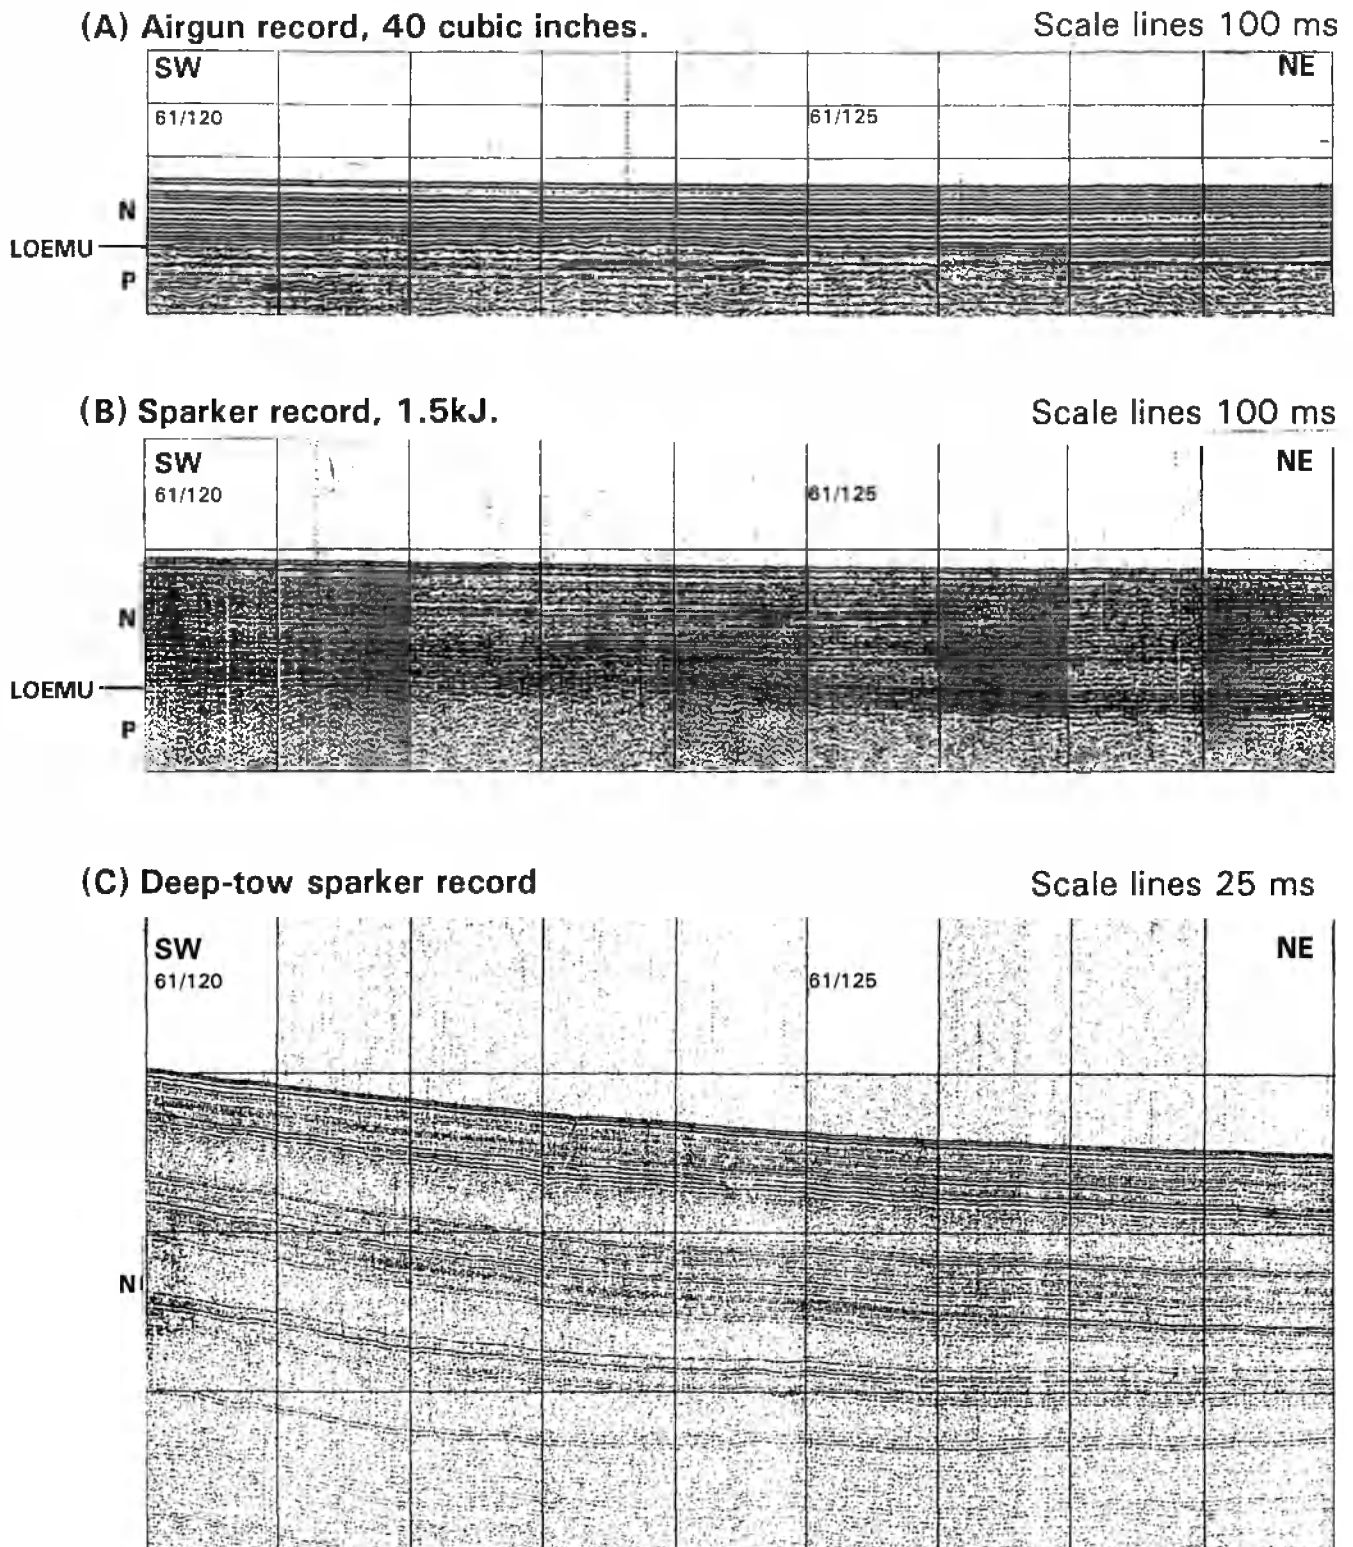 (A) Airgun record, 40 cubic inches. Scale lines 100 ms
SW NE
61/120 61/125
N
LOEMU
P
(B) Sparker record, 1.5kJ. Scale lines 100 ms
SW NE
61/120 61/125
N
LOEMU
P
(C) Deep-tow sparker record Scale lines 25 ms
SW NE
61/120 61/125
N